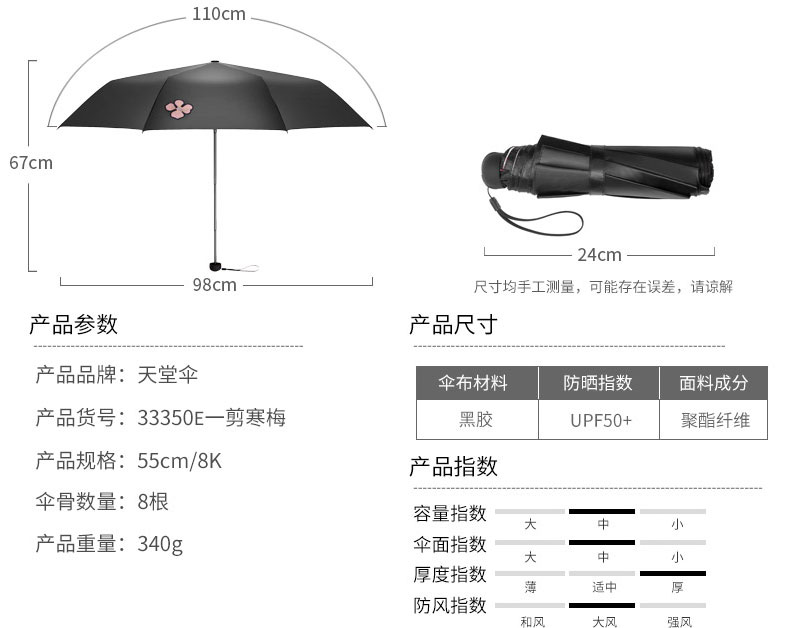 110cm
67cm
98cm
24cm
尺寸均手工测量，可能存在误差，请谅解
产品参数
产品品牌：天堂伞
产品货号：33350E一剪寒梅
产品规格：55cm/8K
伞骨数量：8根
产品重量：340g
产品尺寸
伞布材料 防晒指数 面料成分
黑胶 UPF50+ 聚酯纤维
产品指数
容量指数
大 中 小
伞面指数
大 中 小
厚度指数
薄 适中 厚
防风指数
和风 大风 强风